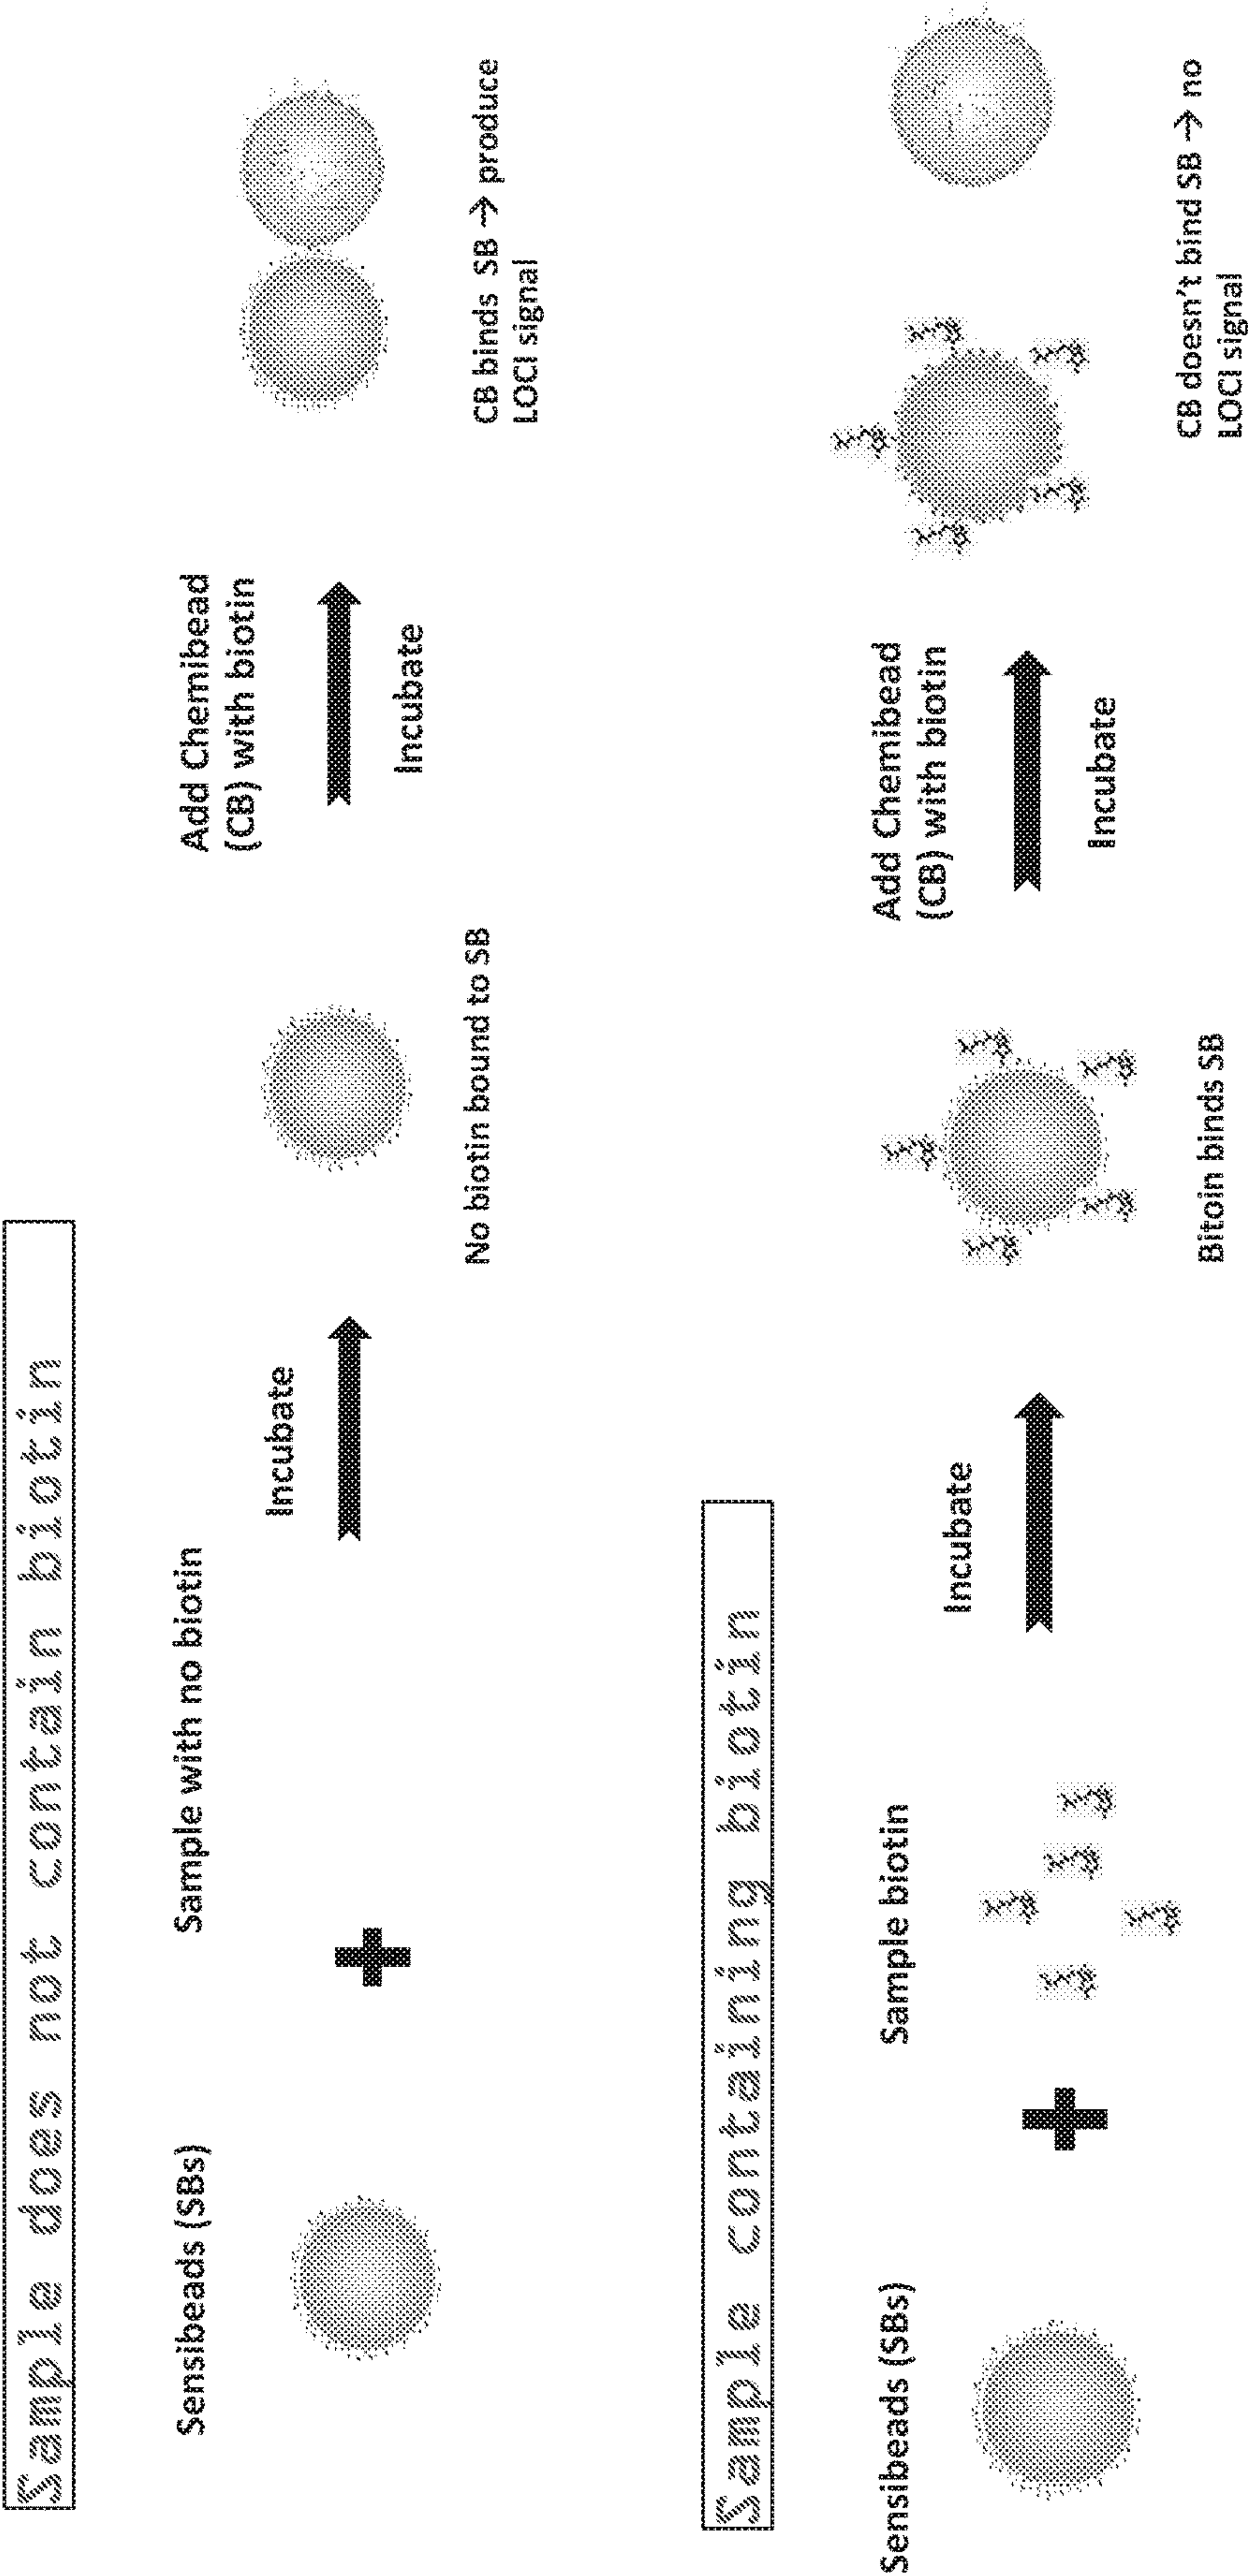 Sample does not contain biotin
Sensibeads (SBs)
Sample with no biotin
Incubate
No biotin bound to SB
Add Chemibead
(CB) with biotin
Incubate
CB binds SB → produce
LOCI signal
Sample containing biotin
Sensibeads (SBs)
Sample biotin
Incubate
Bitoin binds SB
Add Chemibead
(CB) with biotin
Incubate
CB doesn't bind SB → no
LOCI signal